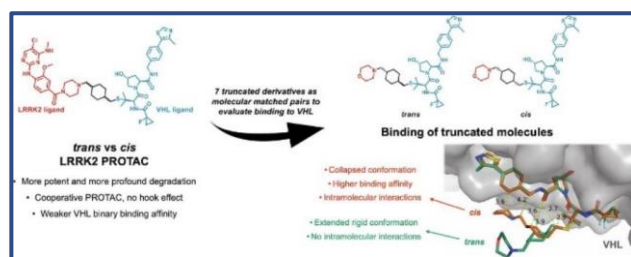 LRRK2 ligand
VHL ligand
trans vs cis
LRRK2 PROTAC
• More potent and more profound degradation
• Cooperative PROTAC, no hook effect
• Weaker VHL binary binding affinity
7 truncated derivatives as
molecular matched pairs to
evaluate binding to VHL
trans
cis
Binding of truncated molecules
• Collapsed conformation
• Higher binding affinity
• Intramolecular interactions
cis
• Extended rigid conformation
• No intramolecular interactions
trans
VHL